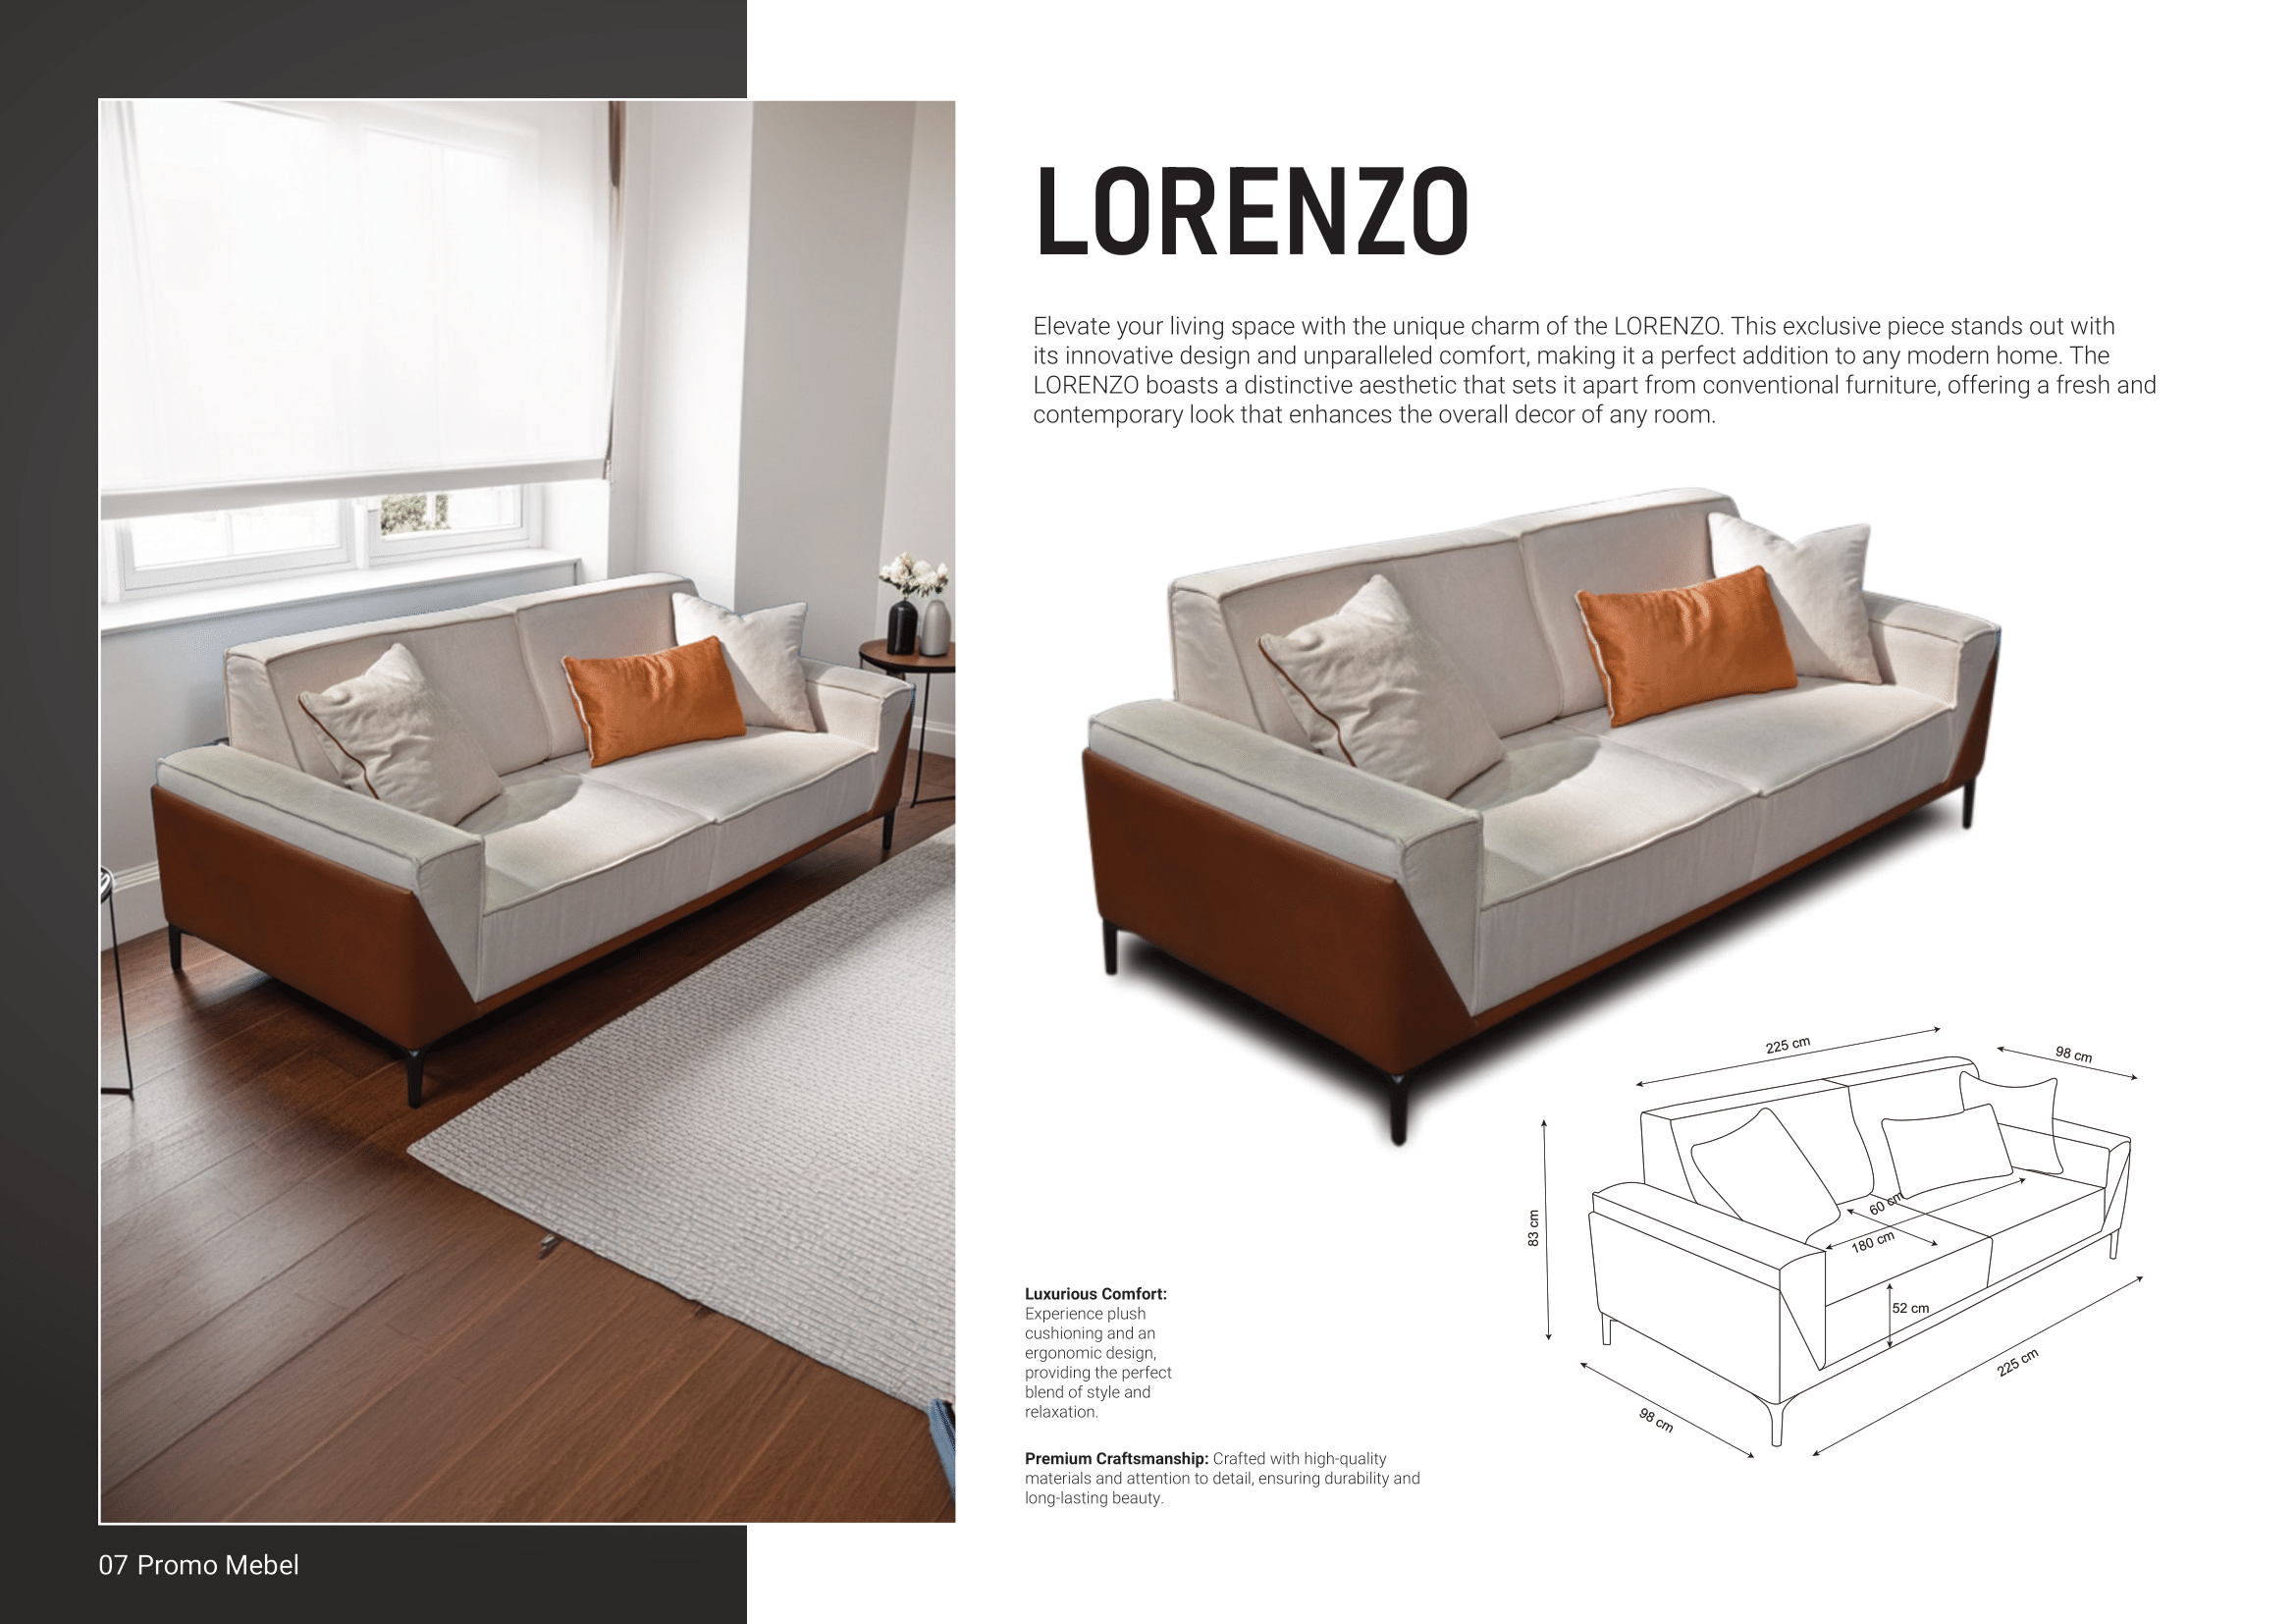 LORENZO
Elevate your living space with the unique charm of the LORENZO. This exclusive piece stands out with
its innovative design and unparalleled comfort, making it a perfect addition to any modern home. The
LORENZO boasts a distinctive aesthetic that sets it apart from conventional furniture, offering a fresh and
contemporary look that enhances the overall decor of any room.
225 cm
98 cm
83 cm
60 cm
180 cm
52 cm
225 cm
98 cm
Luxurious Comfort:
Experience plush
cushioning and an
ergonomic design,
providing the perfect
blend of style and
relaxation.
Premium Craftsmanship: Crafted with high-quality
materials and attention to detail, ensuring durability and
long-lasting beauty.
07 Promo Mebel